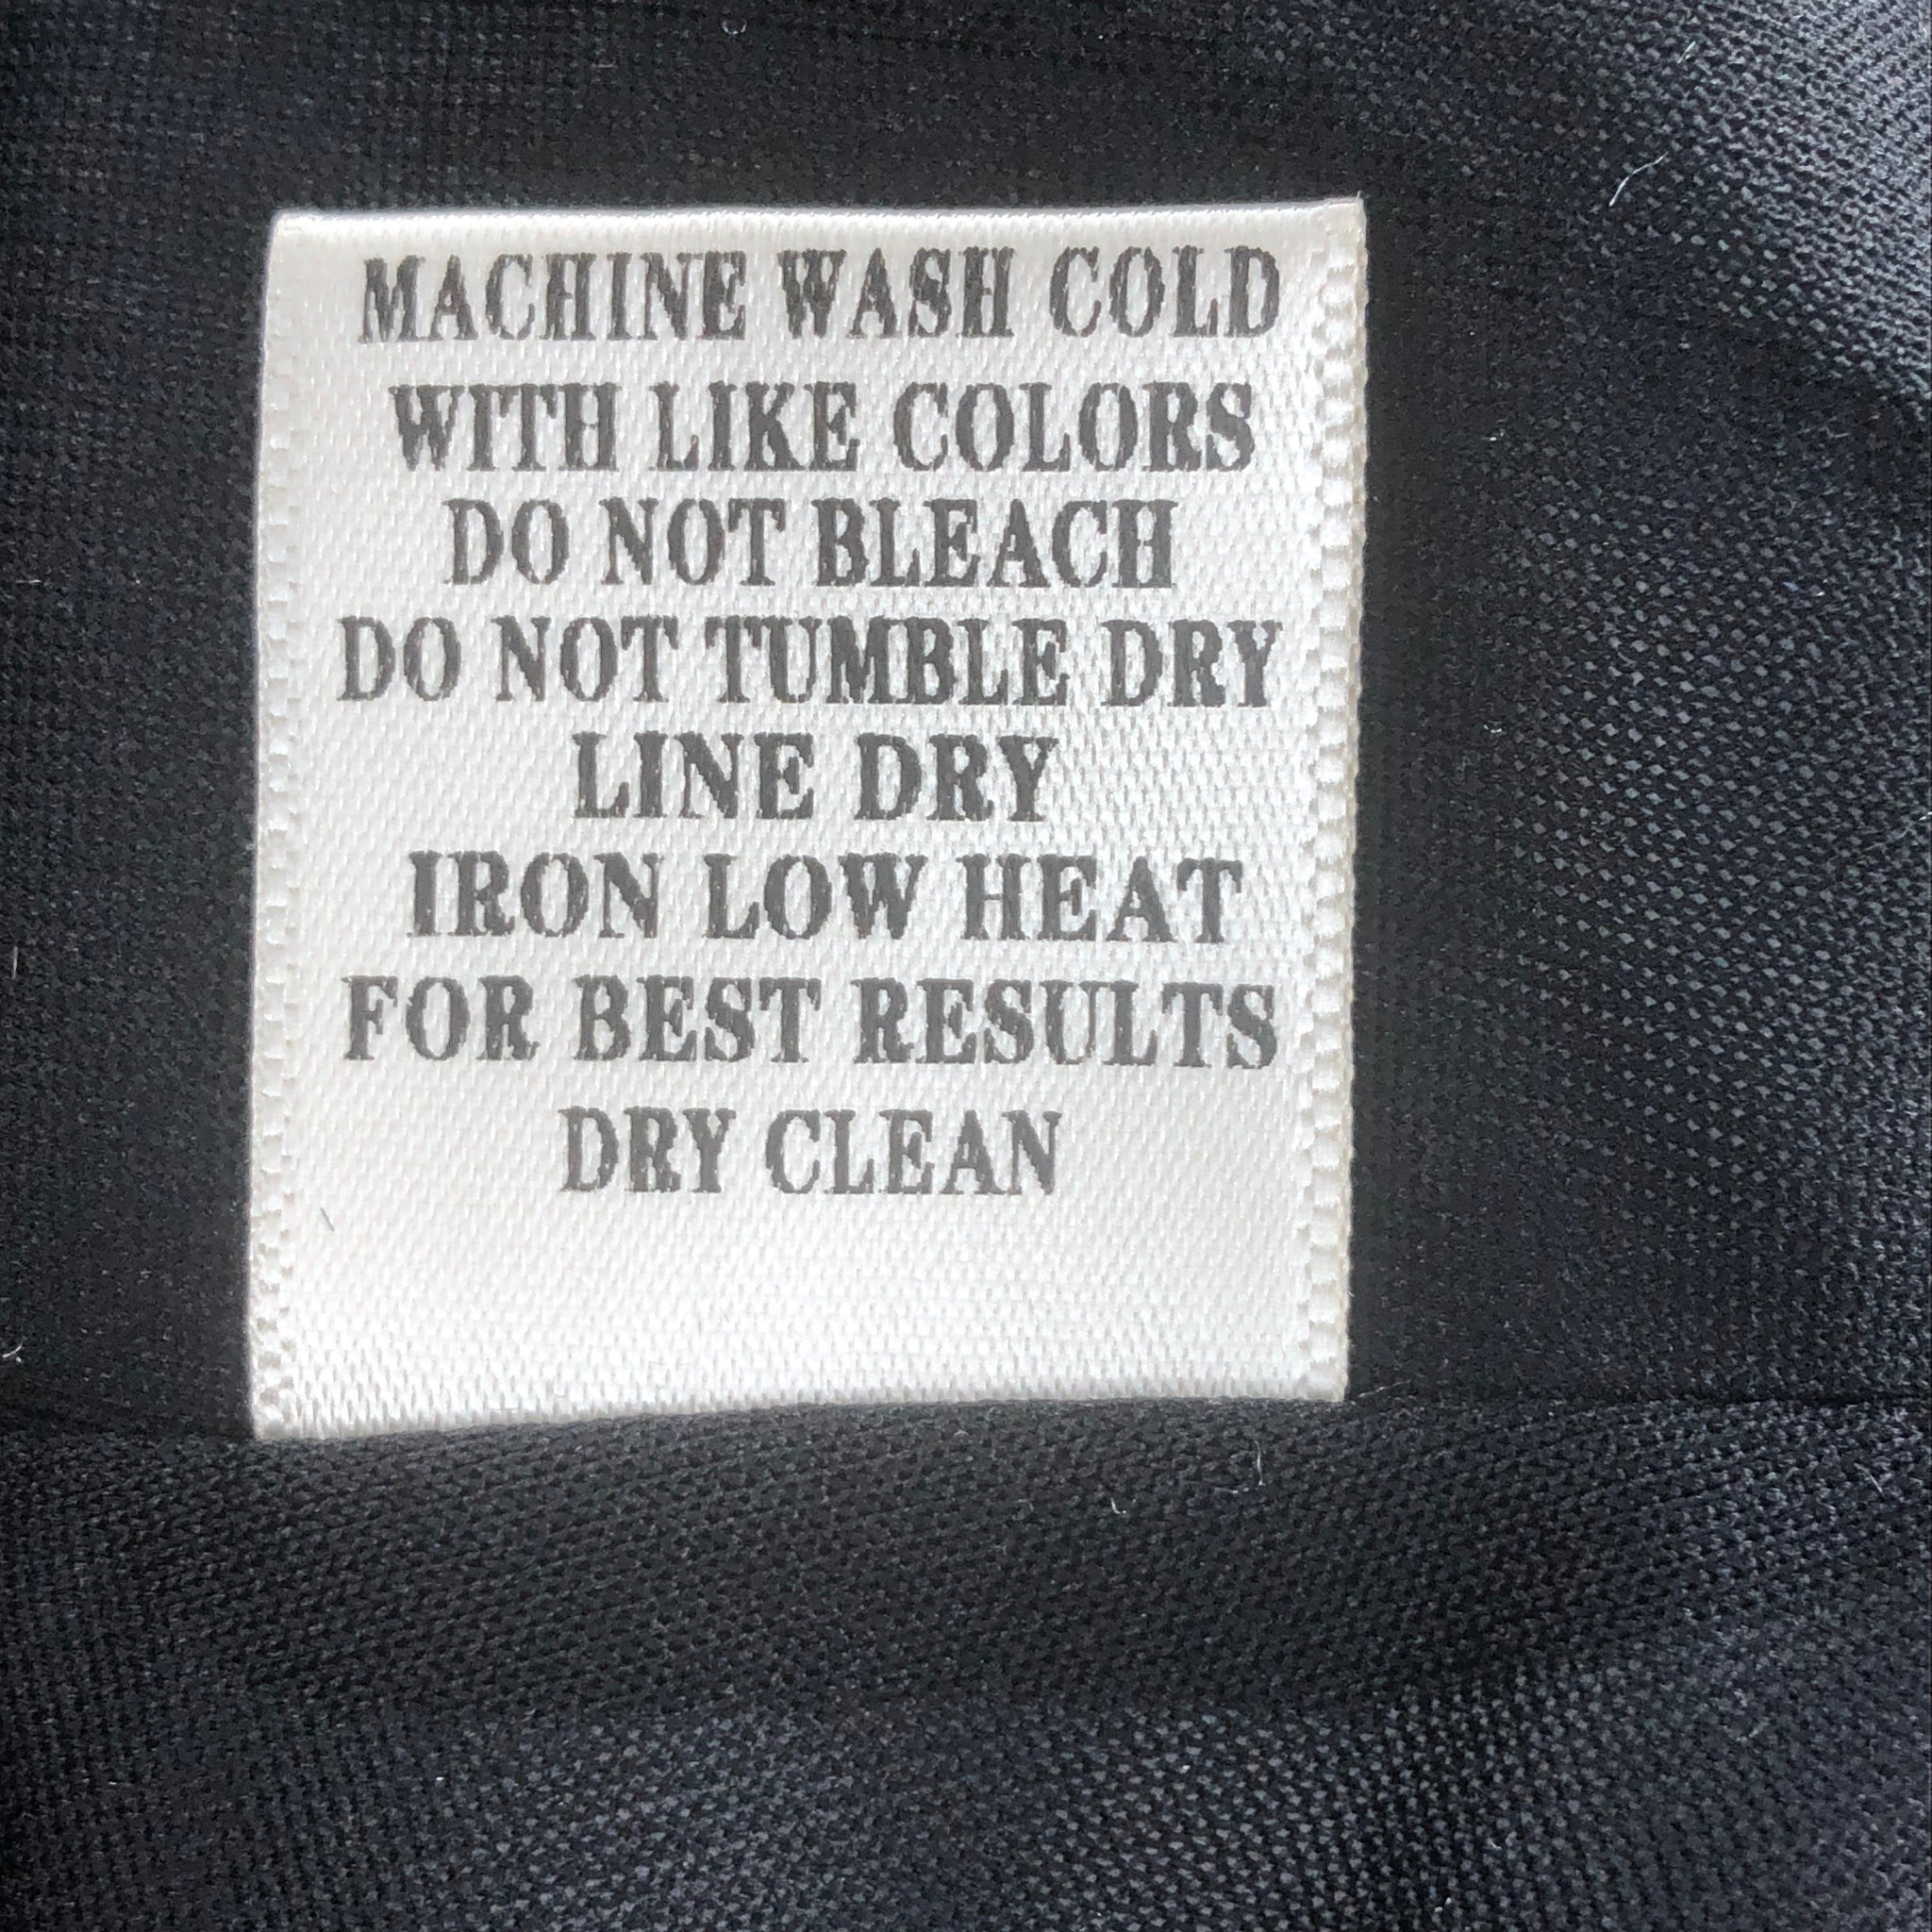 MACHINE WASH COLD
WITH LIKE COLORS
DO NOT BLEACH
DO NOT TUMBLE DRY
LINE DRY
IRON LOW HEAT
FOR BEST RESULTS
DRY CLEAN